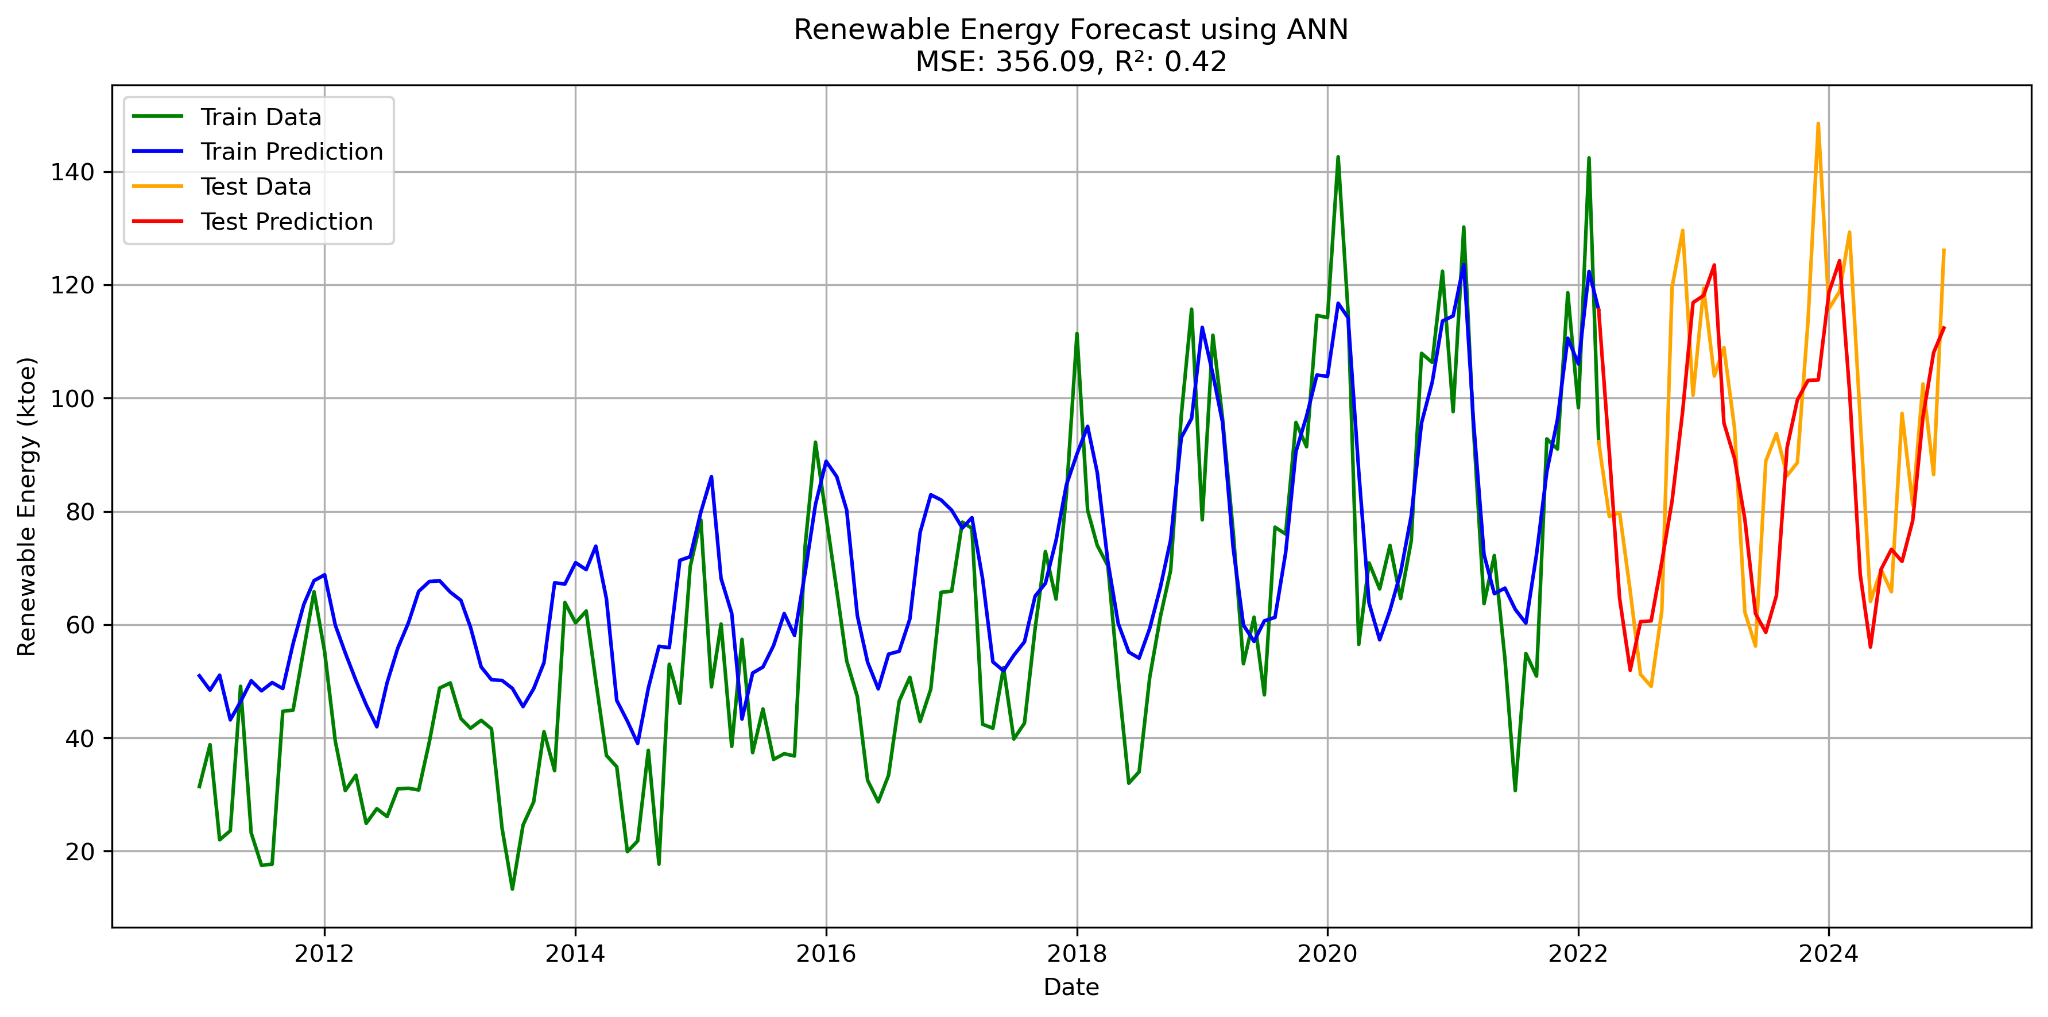 Renewable Energy Forecast using ANN
MSE: 356.09, R²: 0.42
Train Data
Train Prediction
Test Data
Test Prediction
Renewable Energy (ktoe)
140
120
100
80
60
40
20
2012
2014
2016
2018
2020
2022
2024
Date